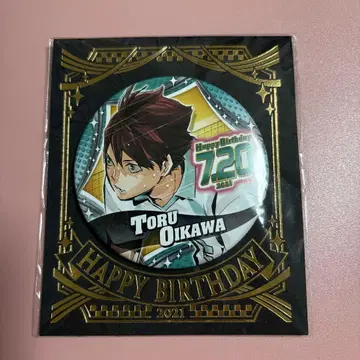 Happy Birthday
7.20
2021
TORU
OIKAWA
HAPPY BIRTHDAY
2021